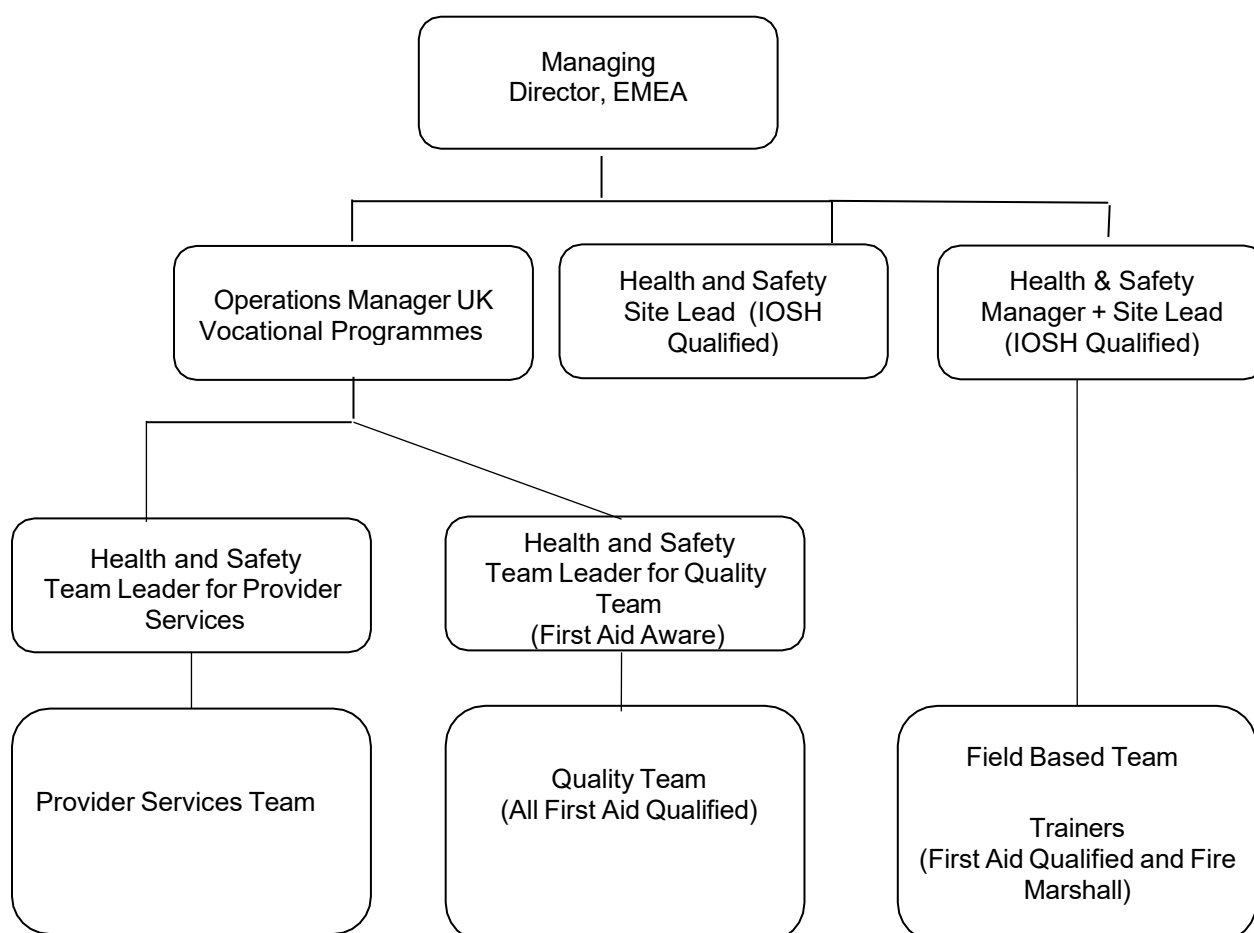 Managing
Director, EMEA
Operations Manager UK
Vocational Programmes
Health and Safety
Site Lead (IOSH
Qualified)
Health & Safety
Manager + Site Lead
(IOSH Qualified)
Health and Safety
Team Leader for Provider
Services
Health and Safety
Team Leader for Quality
Team
(First Aid Aware)
Provider Services Team
Quality Team
(All First Aid Qualified)
Field Based Team
Trainers
(First Aid Qualified and Fire
Marshall)